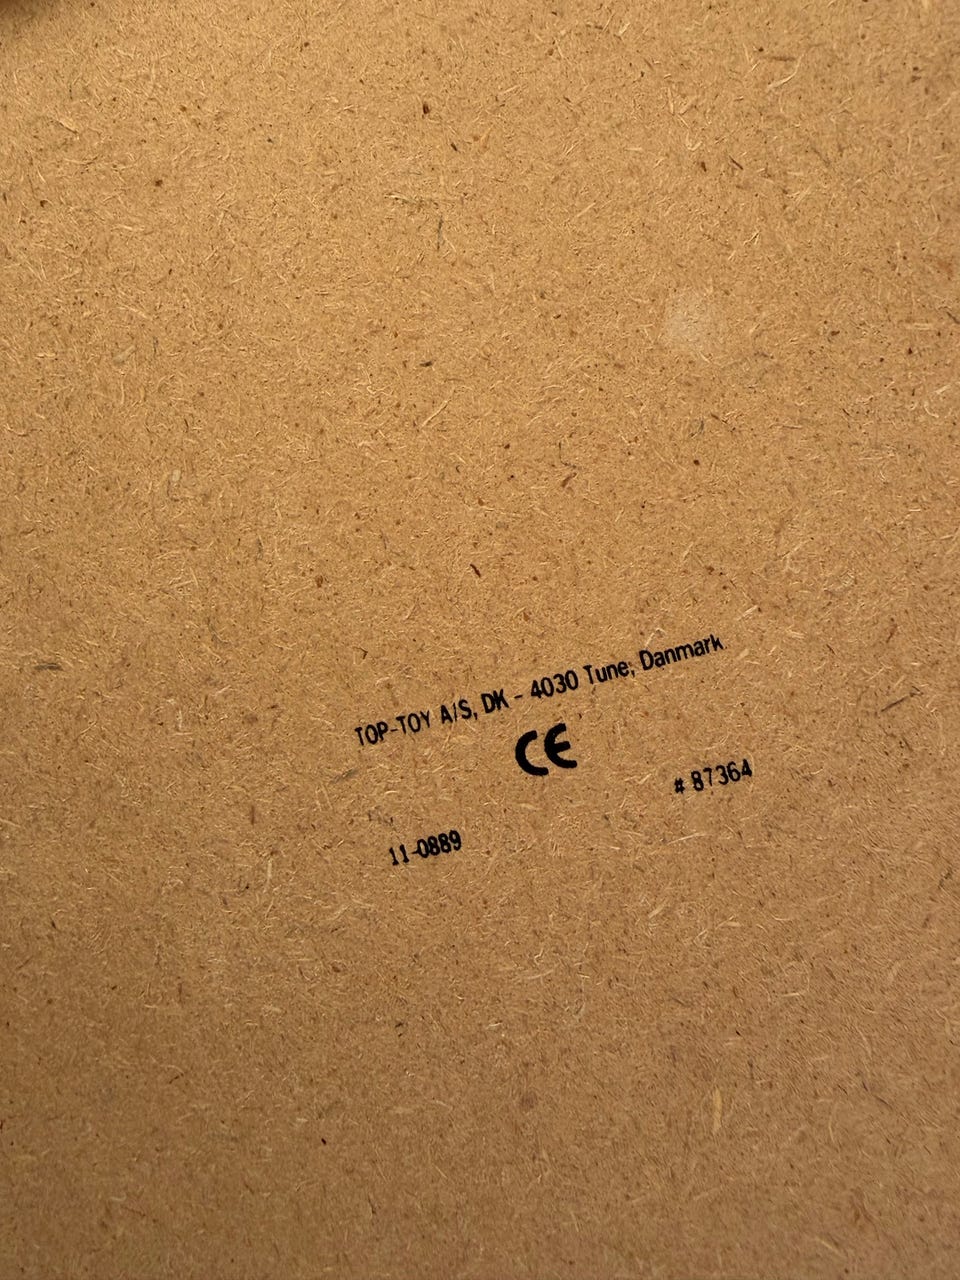 TOP-TOY A/S, DK - 4030 Tune, Danmark
CE
# 87364
11-0889